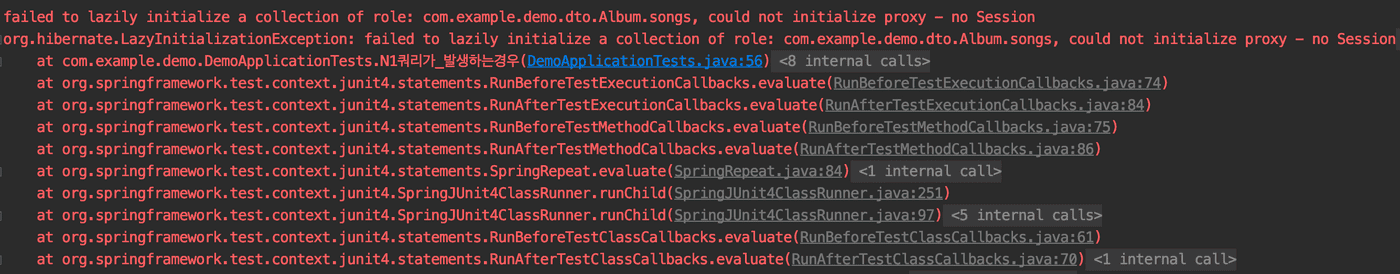 failed to lazily initialize a collection of role: com.example.demo.dto.Album.songs, could not initialize proxy – no Session
org.hibernate.LazyInitializationException: failed to lazily initialize a collection of role: com.example.demo.dto.Album.songs, could not initialize proxy – no Session
at com.example.demo.DemoApplicationTests.N1쿼리가_발생하는경우(DemoApplicationTests.java:56) <8 internal calls>
at org.springframework.test.context.junit4.statements.RunBeforeTestExecutionCallbacks.evaluate(RunBeforeTestExecutionCallbacks.java:74)
at org.springframework.test.context.junit4.statements.RunAfterTestExecutionCallbacks.evaluate(RunAfterTestExecutionCallbacks.java:84)
at org.springframework.test.context.junit4.statements.RunBeforeTestMethodCallbacks.evaluate(RunBeforeTestMethodCallbacks.java:75)
at org.springframework.test.context.junit4.statements.RunAfterTestMethodCallbacks.evaluate(RunAfterTestMethodCallbacks.java:86)
at org.springframework.test.context.junit4.statements.SpringRepeat.evaluate(SpringRepeat.java:84) <1 internal call>
at org.springframework.test.context.junit4.SpringJUnit4ClassRunner.runChild(SpringJUnit4ClassRunner.java:251)
at org.springframework.test.context.junit4.SpringJUnit4ClassRunner.runChild(SpringJUnit4ClassRunner.java:97) <5 internal calls>
at org.springframework.test.context.junit4.statements.RunBeforeTestClassCallbacks.evaluate(RunBeforeTestClassCallbacks.java:61)
at org.springframework.test.context.junit4.statements.RunAfterTestClassCallbacks.evaluate(RunAfterTestClassCallbacks.java:70) <1 internal call>